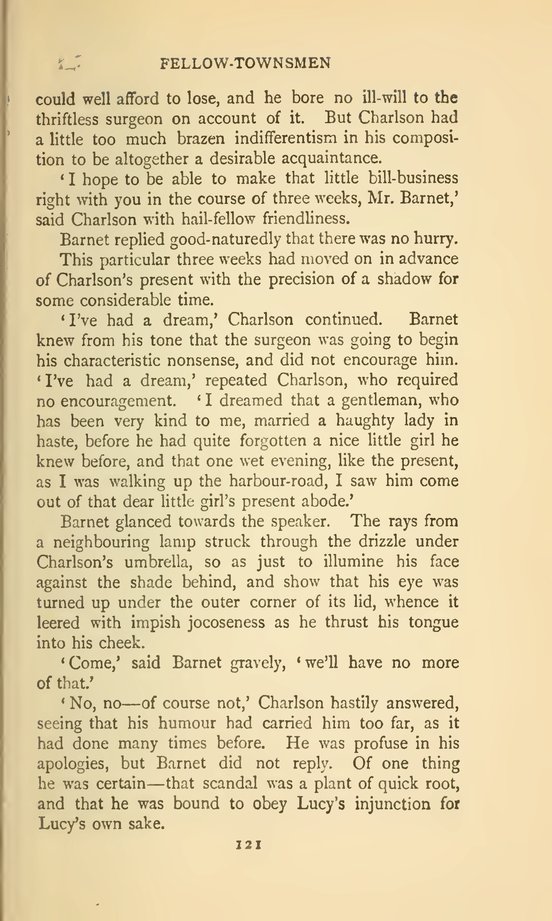 FELLOW-TOWNSMEN
could well afford to lose, and he bore no ill-will to the
thriftless surgeon on account of it. But Charlson had
a little too much brazen indifferentism in his composi-
tion to be altogether a desirable acquaintance.
‘I hope to be able to make that little bill-business
right with you in the course of three weeks, Mr. Barnet,’
said Charlson with hail-fellow friendliness.
Barnet replied good-naturedly that there was no hurry.
This particular three weeks had moved on in advance
of Charlson's present with the precision of a shadow for
some considerable time.
‘I've had a dream,’ Charlson continued. Barnet
knew from his tone that the surgeon was going to begin
his characteristic nonsense, and did not encourage him.
‘I've had a dream,’ repeated Charlson, who required
no encouragement. ‘I dreamed that a gentleman, who
has been very kind to me, married a haughty lady in
haste, before he had quite forgotten a nice little girl he
knew before, and that one wet evening, like the present,
as I was walking up the harbour-road, I saw him come
out of that dear little girl's present abode.’
Barnet glanced towards the speaker. The rays from
a neighbouring lamp struck through the drizzle under
Charlson's umbrella, so as just to illumine his face
against the shade behind, and show that his eye was
turned up under the outer corner of its lid, whence it
leered with impish jocoseness as he thrust his tongue
into his cheek.
‘Come,’ said Barnet gravely, ‘we'll have no more
of that.’
‘No, no—of course not,’ Charlson hastily answered,
seeing that his humour had carried him too far, as it
had done many times before. He was profuse in his
apologies, but Barnet did not reply. Of one thing
he was certain—that scandal was a plant of quick root,
and that he was bound to obey Lucy's injunction for
Lucy's own sake.
121